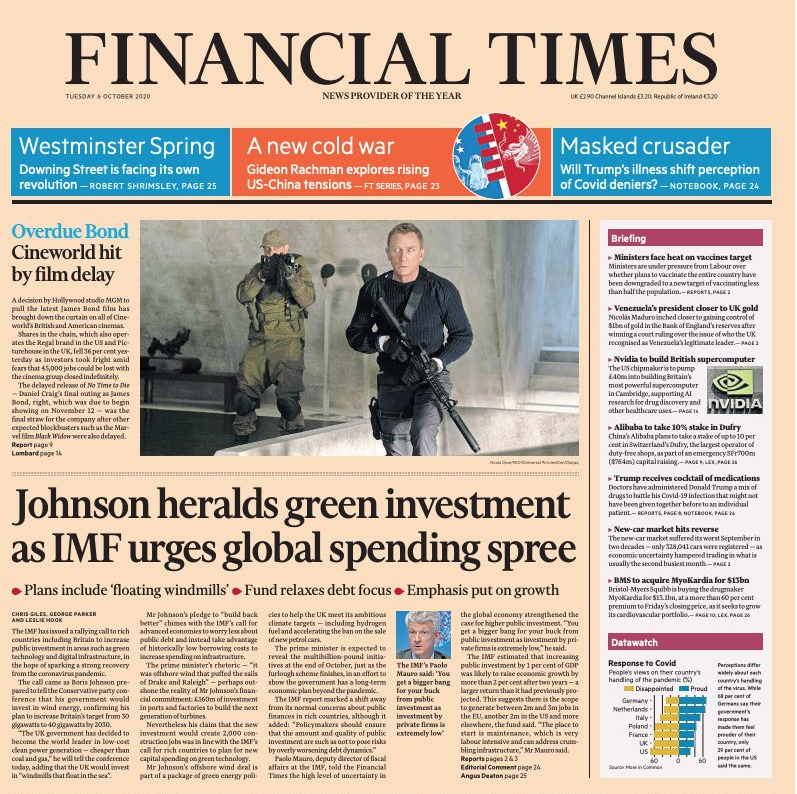 FINANCIAL TIMES
TUESDAY 6 OCTOBER 2020
NEWS PROVIDER OF THE YEAR
UK £2.90 Channel Islands £3.20; Republic of Ireland €3.20
Westminster Spring
Downing Street is facing its own
revolution — ROBERT SHRIMSLEY, PAGE 25
A new cold war
Gideon Rachman explores rising
US-China tensions — FT SERIES, PAGE 23
Masked crusader
Will Trump's illness shift perception
of Covid deniers? — NOTEBOOK, PAGE 24
Overdue Bond
Cineworld hit
by film delay
A decision by Hollywood studio MGM to
pull the latest James Bond film has
brought down the curtain on all of Cine-
world's British and American cinemas.
Shares in the chain, which also oper-
ates the Regal brand in the US and Pic-
turehouse in the UK, fell 36 per cent yes-
terday as investors took fright amid
fears that 45,000 jobs could be lost with
the cinema group closed indefinitely.
The delayed release of No Time to Die
— Daniel Craig's final outing as James
Bond, right, which was due to begin
showing on November 12 — was the
final straw for the company after other
expected blockbusters such as the Mar-
vel film Black Widow were also delayed.
Report page 9
Lombard page 14
Johnson heralds green investment
as IMF urges global spending spree
Plans include 'floating windmills' Fund relaxes debt focus Emphasis put on growth
CHRIS GILES, GEORGE PARKER
AND LESLIE HOOK
The IMF has issued a rallying call to rich
countries including Britain to increase
public investment in areas such as green
technology and digital infrastructure, in
the hope of sparking a strong recovery
from the coronavirus pandemic.
The call came as Boris Johnson pre-
pared to tell the Conservative party con-
ference that his government would
invest in wind energy, confirming his
plan to increase Britain's target from 30
gigawatts to 40 gigawatts by 2030.
"The UK government has decided to
become the world leader in low-cost
clean power generation — cheaper than
coal and gas," he will tell the conference
today, adding that the UK would invest
in "windmills that float in the sea".
Mr Johnson's pledge to "build back
better" chimes with the IMF's call for
advanced economies to worry less about
public debt and instead take advantage
of historically low borrowing costs to
increase spending on infrastructure.
The prime minister's rhetoric — "it
was offshore wind that puffed the sails
of Drake and Raleigh" — perhaps out-
shone the reality of Mr Johnson's finan-
cial commitment: £160m of investment
in ports and factories to build the next
generation of turbines.
Nevertheless his claim that the new
investment would create 2,000 con-
struction jobs was in line with the IMF's
call for rich countries to plan for new
capital spending on green technology.
Mr Johnson's offshore wind deal is
part of a package of green energy poli-
cies to help the UK meet its ambitious
climate targets — including hydrogen
fuel and accelerating the ban on the sale
of new petrol cars.
The prime minister is expected to
reveal the multibillion-pound initia-
tives at the end of October, just as the
furlough scheme finishes, in an effort to
show the government has a long-term
economic plan beyond the pandemic.
The IMF report marked a shift away
from its normal concerns about public
finances in rich countries, although it
added: "Policymakers should ensure
that the amount and quality of public
investment are such as not to pose risks
by overly worsening debt dynamics."
Paolo Mauro, deputy director of fiscal
affairs at the IMF, told the Financial
Times the high level of uncertainty in
The IMF's Paolo
Mauro said: 'You
get a bigger bang
for your buck
from public
investment as
investment by
private firms is
extremely low'
the global economy strengthened the
case for higher public investment. "You
get a bigger bang for your buck from
public investment as investment by pri-
vate firms is extremely low," he said.
The IMF estimated that increasing
public investment by 1 per cent of GDP
was likely to raise economic growth by
more than 2 per cent after two years — a
larger return than it had previously pro-
jected. This suggests there is the scope
to generate between 2m and 3m jobs in
the EU, another 2m in the US and more
elsewhere, the fund said. "The place to
start is maintenance, which is very
labour intensive and can address crum-
bling infrastructure," Mr Mauro said.
Reports pages 2 & 3
Editorial Comment page 24
Angus Deaton page 25
Briefing
Ministers face heat on vaccines target
Ministers are under pressure from Labour over
whether plans to vaccinate the entire country have
been downgraded to a new target of vaccinating less
than half the population.— REPORTS, PAGE 2
Venezuela's president closer to UK gold
Nicolás Maduro inched closer to gaining control of
$1bn of gold in the Bank of England's reserves after
winning a court ruling over the issue of who the UK
recognises as Venezuela's legitimate leader.— PAGE 3
Nvidia to build British supercomputer
The US chipmaker is to pump
£40m into building Britain's
most powerful supercomputer
in Cambridge, supporting AI
research for drug discovery and
other healthcare uses.— PAGE 14
NVIDIA
Alibaba to take 10% stake in Dufry
China's Alibaba plans to take a stake of up to 10 per
cent in Switzerland's Dufry, the largest operator of
duty-free shops, as part of an emergency SFr700m
($764m) capital raising.— PAGE 9; LEX, PAGE 26
Trump receives cocktail of medications
Doctors have administered Donald Trump a mix of
drugs to battle his Covid-19 infection that might not
have been given together before to an individual
patient.— REPORTS, PAGE 8; NOTEBOOK, PAGE 24
New-car market hits reverse
The new-car market suffered its worst September in
two decades — only 328,041 cars were registered — as
economic uncertainty hampered trading in what is
usually the second busiest month.— PAGE 2
BMS to acquire MyoKardia for $13bn
Bristol-Myers Squibb is buying the drugmaker
MyoKardia for $13.1bn, at a more than 60 per cent
premium to Friday's closing price, as it seeks to grow
its cardiovascular portfolio.— PAGE 10; LEX, PAGE 26
Datawatch
Response to Covid
People's views on their country's
handling of the pandemic (%)
Disappointed Proud
Germany
Netherlands
Italy
Poland
France
UK
US
60 0 60
Source: More in Common
Perceptions differ
widely about each
country's handling
of the virus. While
68 per cent of
Germans say their
government's
response has
made them feel
prouder of their
country, only
39 per cent of
people in the US
said the same.